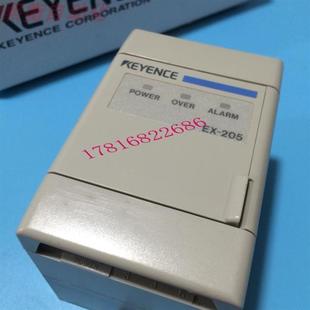 KEYENCE
KEYENCE CORPORATION
KEYENCE
POWER OVER ALARM
EX-205
17816822686